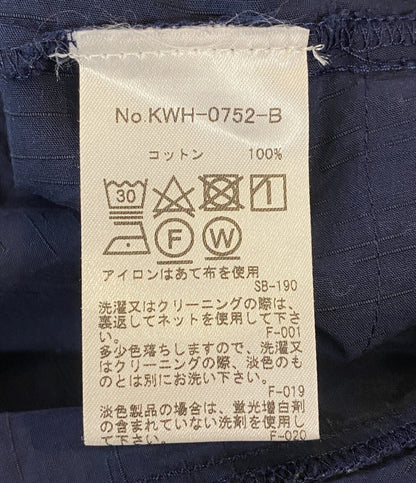 No.KWH-0752-B
コットン 100%
30
F W
アイロンはあて布を使用
SB-190
洗濯又はクリーニングの際は、
裏返してネットを使用して下さ
い。 F-001
多少色落ちしますので、洗濯又
はクリーニングの際、淡色のも
のとは別にお洗い下さい。
F-019
淡色製品の場合は、蛍光増白剤
の含まれていない洗剤を使用し
F-020